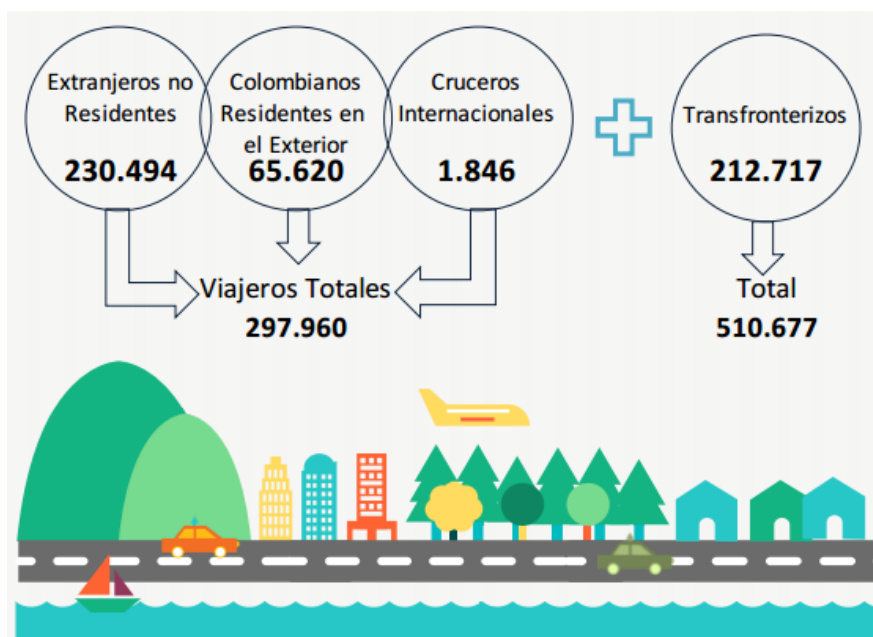 Extranjeros no
Residentes
230.494
Colombianos
Residentes en
el Exterior
65.620
Cruceros
Internacionales
1.846
Transfronterizos
212.717
Viajeros Totales
297.960
Total
510.677